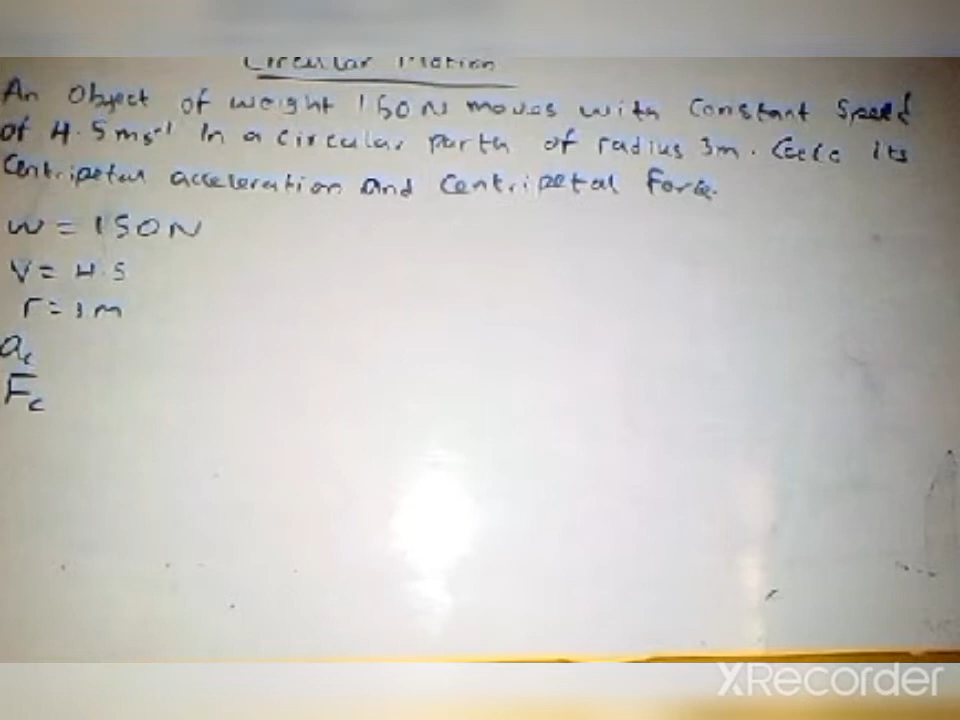 Circular Motion
An object of weight 150N moves with constant speed
of 4.5ms-1 in a circular parth of radius 3m. Calc its
Centripetal acceleration and centripetal force.
W = 150N
V = 4.5
r = 3m
ac
Fc
XRecorder